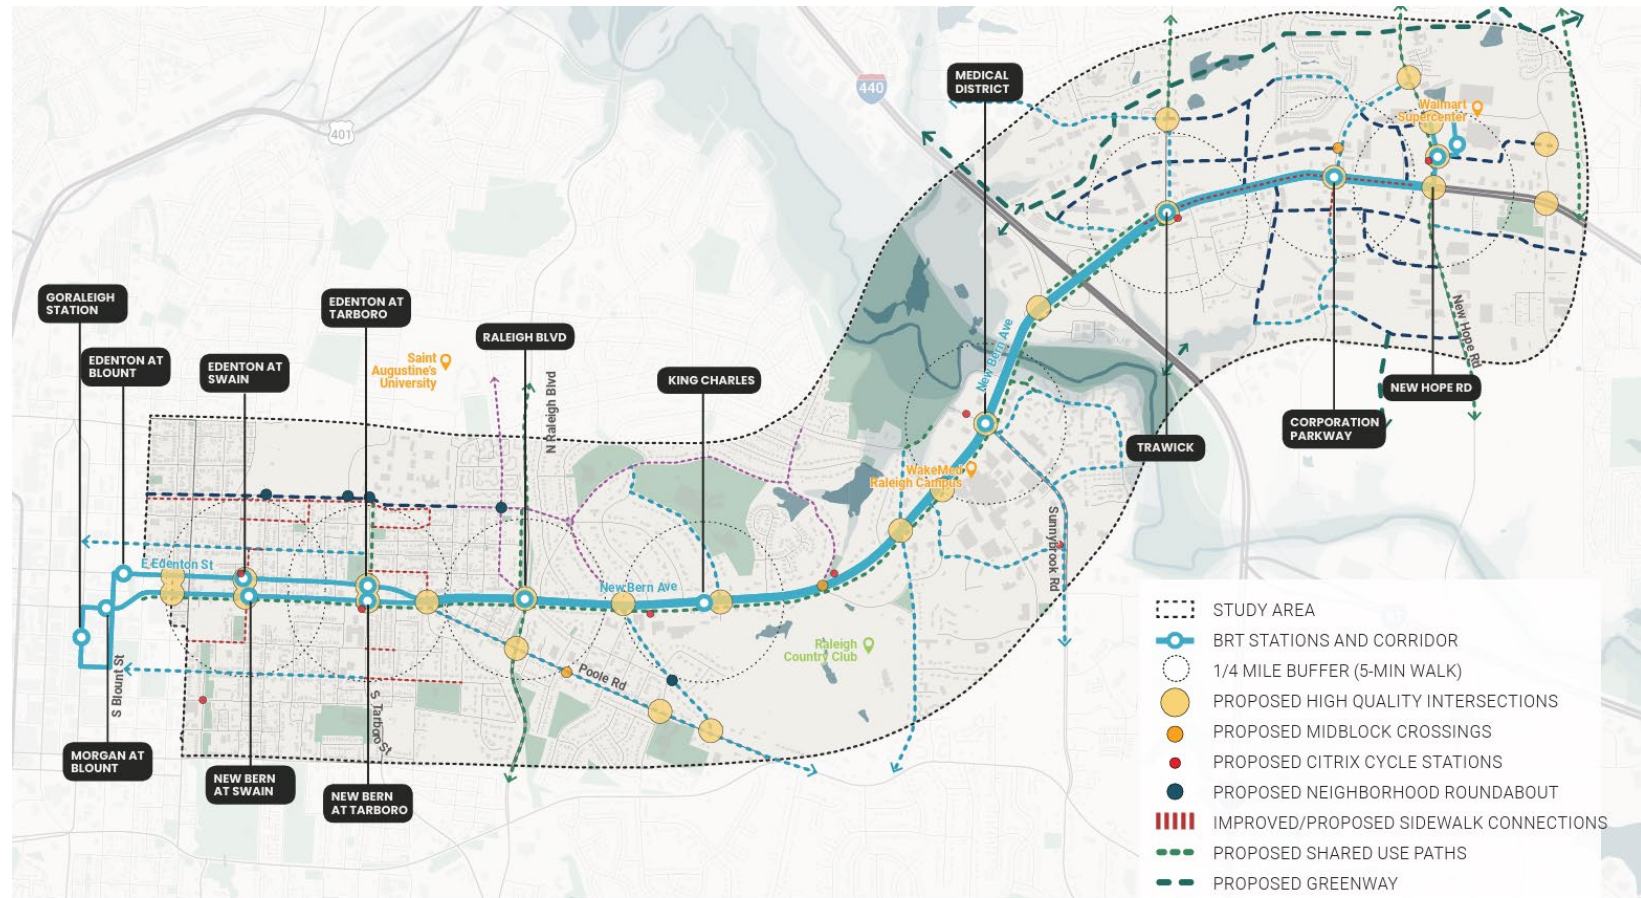 440
401
MEDICAL
DISTRICT
Walmart
Supercenter
GORALEIGH
STATION
EDENTON AT
BLOUNT
EDENTON AT
SWAIN
EDENTON AT
TARBORO
Saint
Augustine's
University
RALEIGH BLVD
N Raleigh Blvd
KING CHARLES
New Bern Ave
New Hope Rd
NEW HOPE RD
CORPORATION
PARKWAY
TRAWICK
WakeMed
Raleigh Campus
Sunnybrook Rd
E Edenton St
New Bern Ave
Raleigh
Country Club
Poole Rd
S Blount St
S Tarboro St
MORGAN AT
BLOUNT
NEW BERN
AT SWAIN
NEW BERN
AT TARBORO
STUDY AREA
BRT STATIONS AND CORRIDOR
1/4 MILE BUFFER (5-MIN WALK)
PROPOSED HIGH QUALITY INTERSECTIONS
PROPOSED MIDBLOCK CROSSINGS
PROPOSED CITRIX CYCLE STATIONS
PROPOSED NEIGHBORHOOD ROUNDABOUT
IMPROVED/PROPOSED SIDEWALK CONNECTIONS
PROPOSED SHARED USE PATHS
PROPOSED GREENWAY